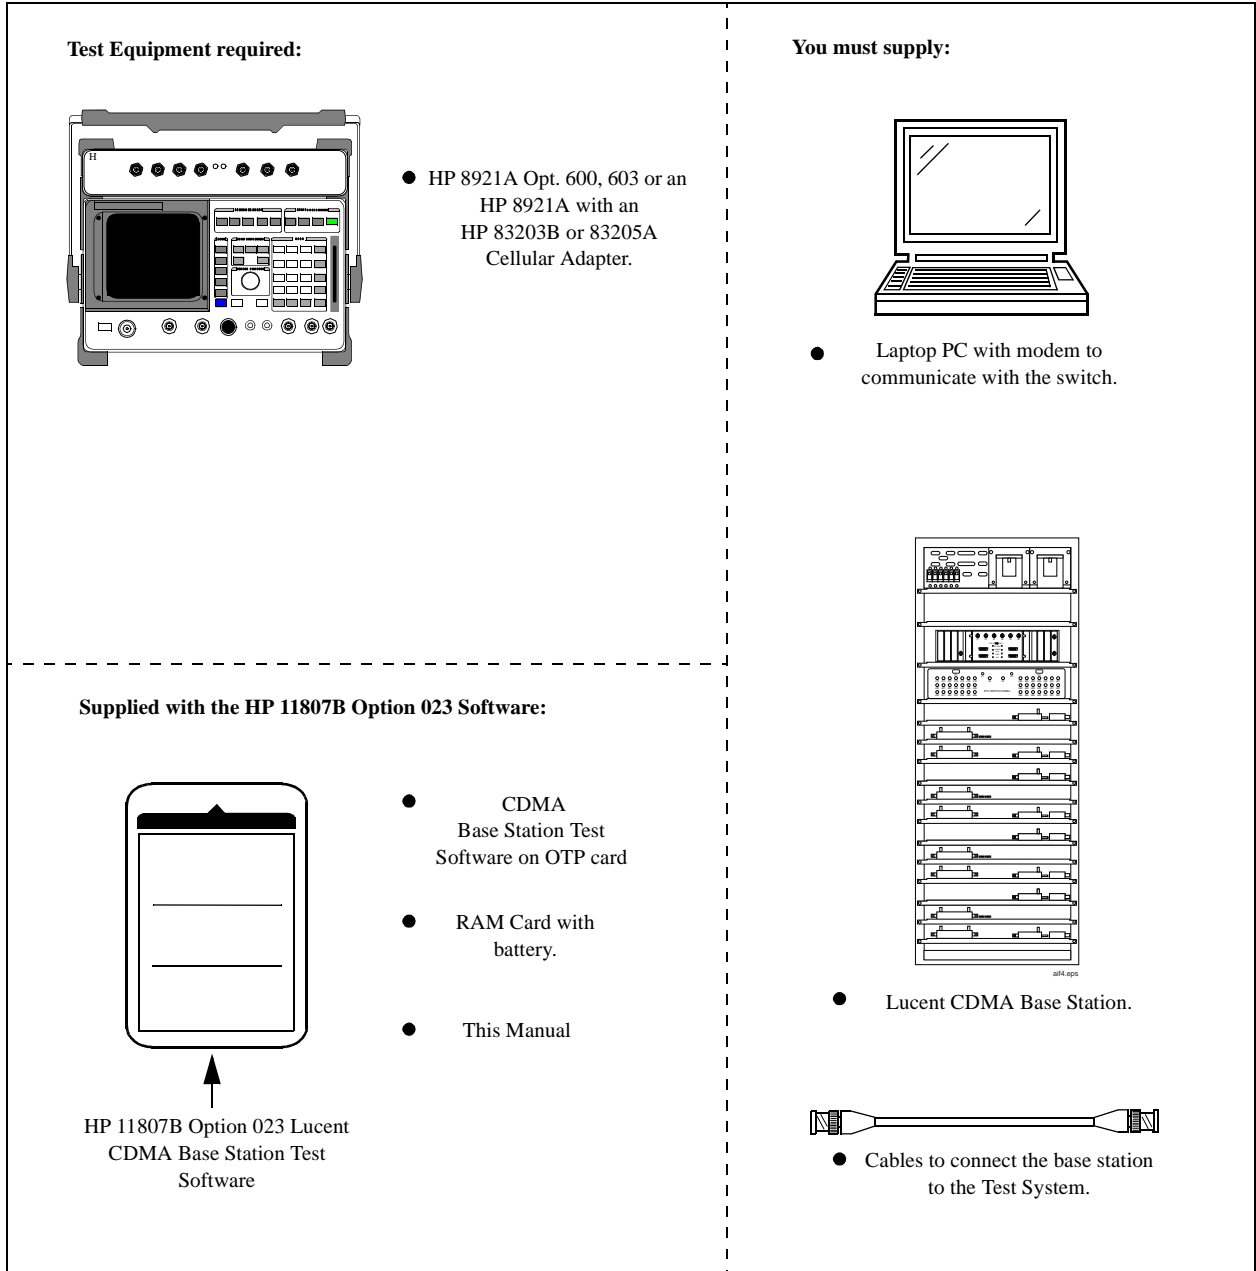 Test Equipment required:
H
HP 8921A Opt. 600, 603 or an
HP 8921A with an
HP 83203B or 83205A
Cellular Adapter.
Supplied with the HP 11807B Option 023 Software:
CDMA
Base Station Test
Software on OTP card
RAM Card with
battery.
This Manual
HP 11807B Option 023 Lucent
CDMA Base Station Test
Software
You must supply:
Laptop PC with modem to
communicate with the switch.
aif4.eps
Lucent CDMA Base Station.
Cables to connect the base station
to the Test System.